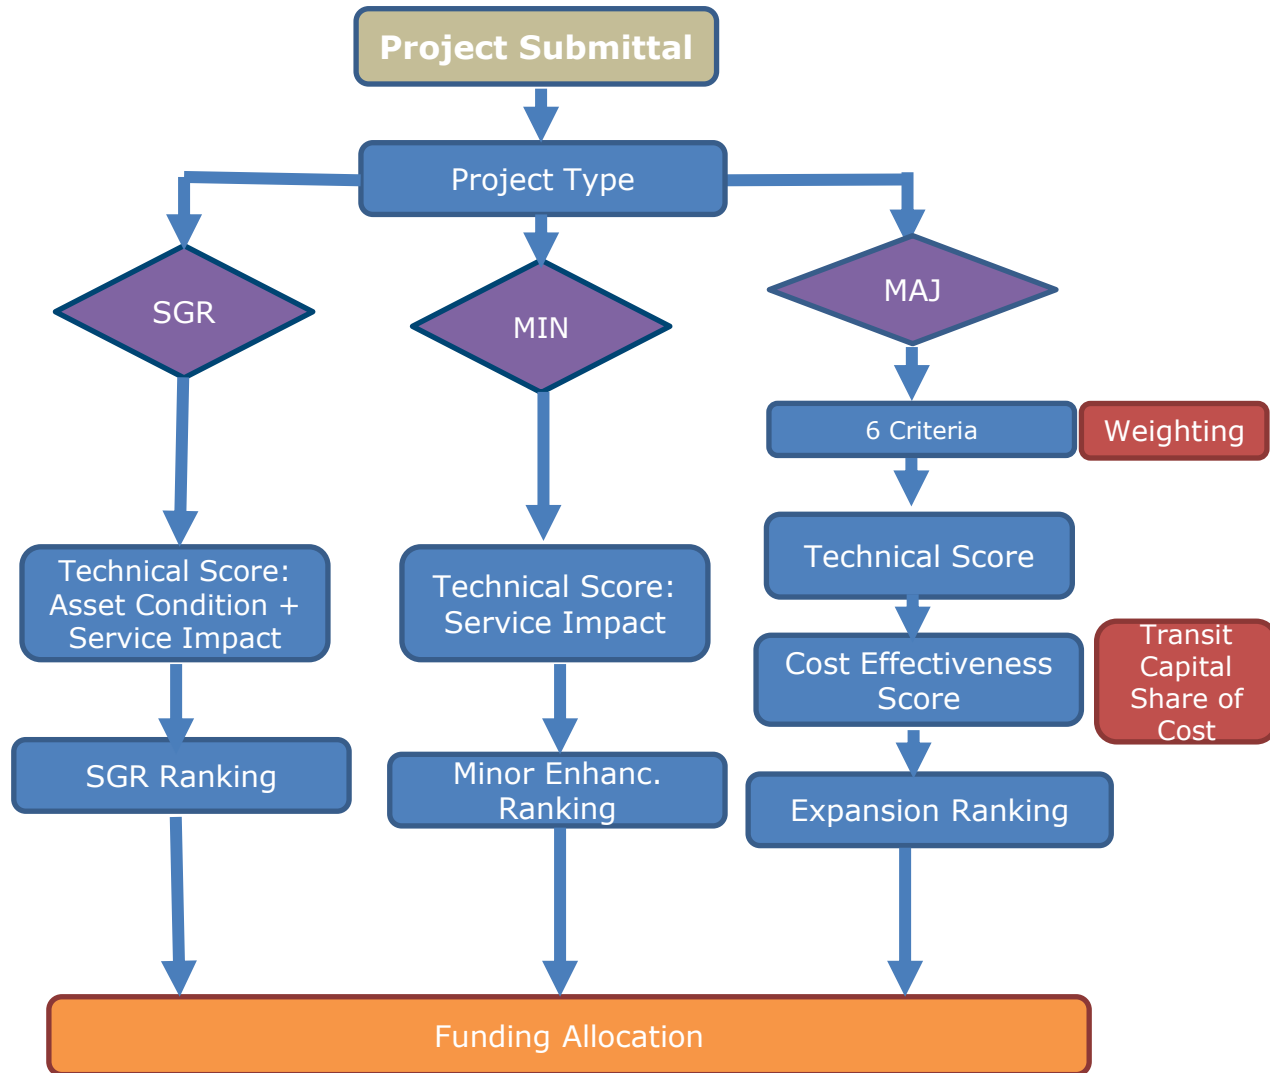 Project Submittal
Project Type
SGR
MIN
MAJ
6 Criteria
Weighting
Technical Score:
Asset Condition +
Service Impact
Technical Score:
Service Impact
Technical Score
Cost Effectiveness
Score
Transit
Capital
Share of
Cost
SGR Ranking
Minor Enhanc.
Ranking
Expansion Ranking
Funding Allocation